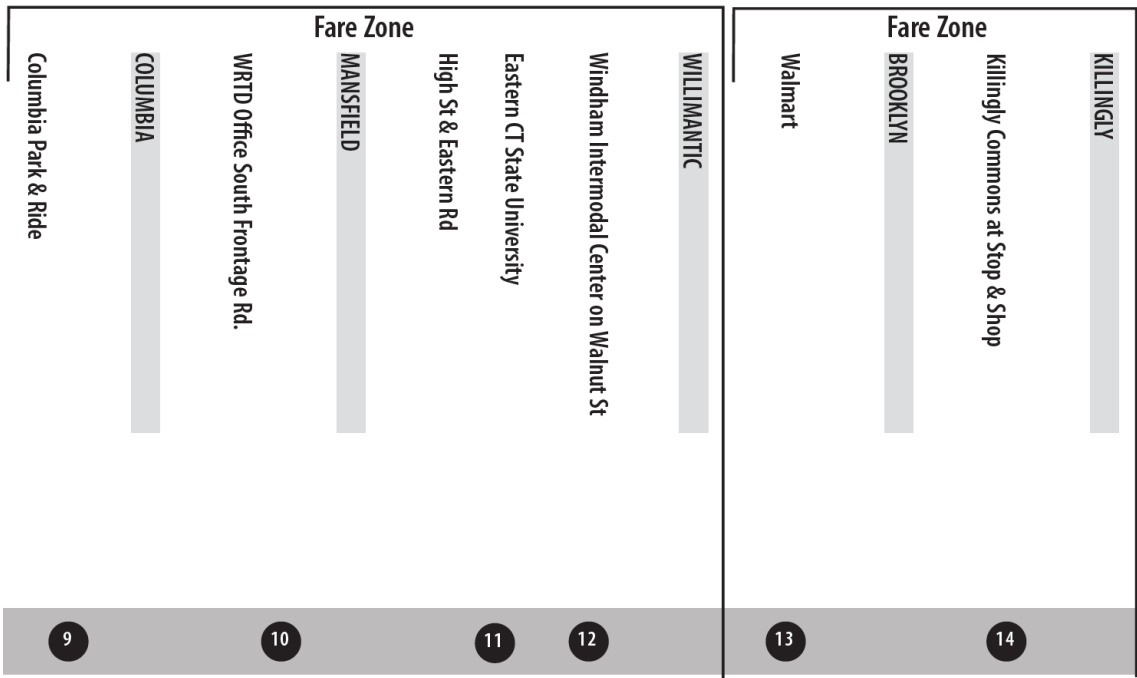 Fare Zone
Fare Zone
Columbia Park & Ride
COLUMBIA
WRTD Office South Frontage Rd.
MANSFIELD
High St & Eastern Rd
Eastern CT State University
Windham Intermodal Center on Walnut St
WILLIMANTIC
Walmart
BROOKLYN
Killingly Commons at Stop & Shop
KILLINGLY
9
10
11
12
13
14